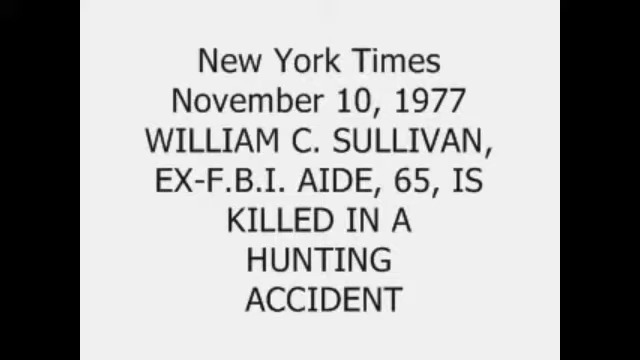 New York Times
November 10, 1977
WILLIAM C. SULLIVAN,
EX-F.B.I. AIDE, 65, IS
KILLED IN A
HUNTING
ACCIDENT